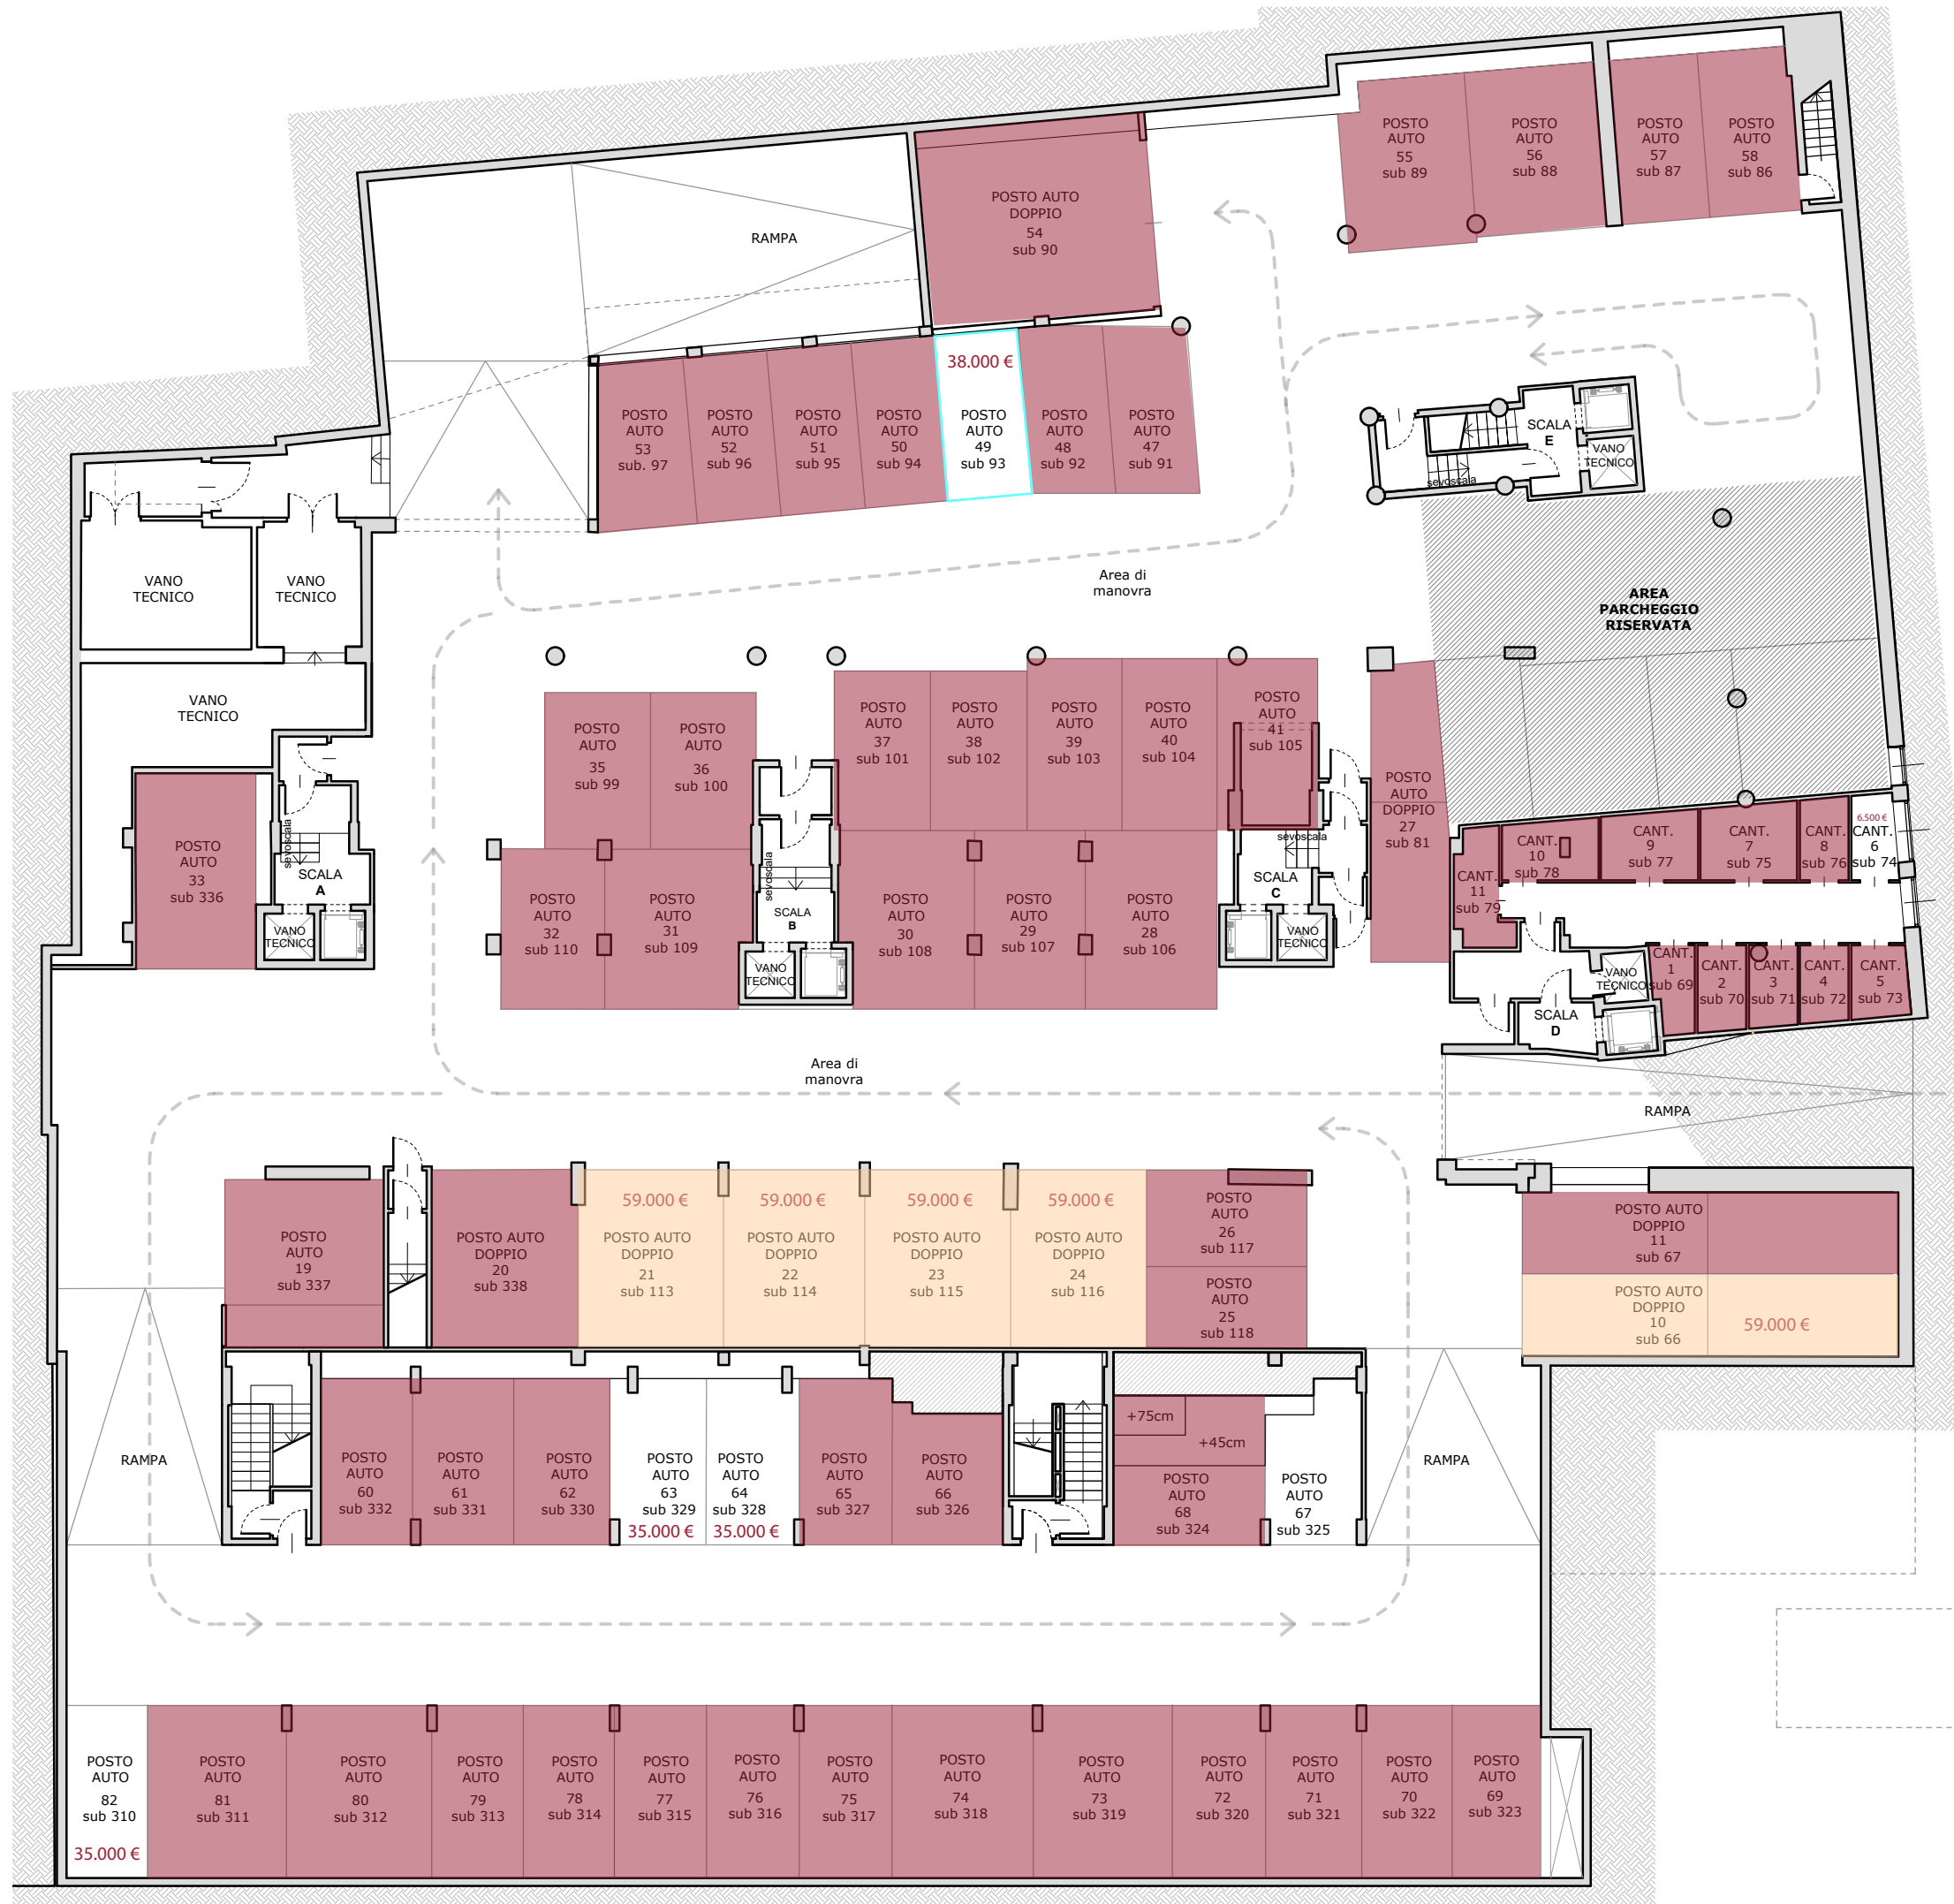 POSTO
AUTO
55
sub 89
POSTO
AUTO
56
sub 88
POSTO
AUTO
57
sub 87
POSTO
AUTO
58
sub 86
POSTO AUTO
DOPPIO
54
sub 90
RAMPA
38.000 €
POSTO
AUTO
53
sub. 97
POSTO
AUTO
52
sub 96
POSTO
AUTO
51
sub 95
POSTO
AUTO
50
sub 94
POSTO
AUTO
49
sub 93
POSTO
AUTO
48
sub 92
POSTO
AUTO
47
sub 91
SCALA
E
VANO
TECNICO
sevoscala
VANO
TECNICO
VANO
TECNICO
Area di
manovra
AREA
PARCHEGGIO
RISERVATA
VANO
TECNICO
POSTO
AUTO
35
sub 99
POSTO
AUTO
36
sub 100
POSTO
AUTO
37
sub 101
POSTO
AUTO
38
sub 102
POSTO
AUTO
39
sub 103
POSTO
AUTO
40
sub 104
POSTO
AUTO
41
sub 105
POSTO
AUTO
DOPPIO
27
sub 81
POSTO
AUTO
33
sub 336
sevoscala
SCALA
A
VANO
TECNICO
POSTO
AUTO
32
sub 110
POSTO
AUTO
31
sub 109
sevoscala
SCALA
B
VANO
TECNICO
POSTO
AUTO
30
sub 108
POSTO
AUTO
29
sub 107
POSTO
AUTO
28
sub 106
sevoscala
SCALA
C
VANO
TECNICO
CANT.
11
sub 79
CANT.
10
sub 78
CANT.
9
sub 77
CANT.
7
sub 75
CANT.
8
sub 76
6.500 €
CANT.
6
sub 74
VANO
TECNICO
SCALA
D
CANT.
1
sub 69
CANT.
2
sub 70
CANT.
3
sub 71
CANT.
4
sub 72
CANT.
5
sub 73
Area di
manovra
RAMPA
POSTO
AUTO
19
sub 337
POSTO AUTO
DOPPIO
20
sub 338
59.000 €
POSTO AUTO
DOPPIO
21
sub 113
59.000 €
POSTO AUTO
DOPPIO
22
sub 114
59.000 €
POSTO AUTO
DOPPIO
23
sub 115
59.000 €
POSTO AUTO
DOPPIO
24
sub 116
POSTO
AUTO
26
sub 117
POSTO
AUTO
25
sub 118
POSTO AUTO
DOPPIO
11
sub 67
POSTO AUTO
DOPPIO
10
sub 66
59.000 €
RAMPA
POSTO
AUTO
60
sub 332
POSTO
AUTO
61
sub 331
POSTO
AUTO
62
sub 330
POSTO
AUTO
63
sub 329
35.000 €
POSTO
AUTO
64
sub 328
35.000 €
POSTO
AUTO
65
sub 327
POSTO
AUTO
66
sub 326
+75cm
+45cm
POSTO
AUTO
68
sub 324
POSTO
AUTO
67
sub 325
RAMPA
POSTO
AUTO
82
sub 310
35.000 €
POSTO
AUTO
81
sub 311
POSTO
AUTO
80
sub 312
POSTO
AUTO
79
sub 313
POSTO
AUTO
78
sub 314
POSTO
AUTO
77
sub 315
POSTO
AUTO
76
sub 316
POSTO
AUTO
75
sub 317
POSTO
AUTO
74
sub 318
POSTO
AUTO
73
sub 319
POSTO
AUTO
72
sub 320
POSTO
AUTO
71
sub 321
POSTO
AUTO
70
sub 322
POSTO
AUTO
69
sub 323